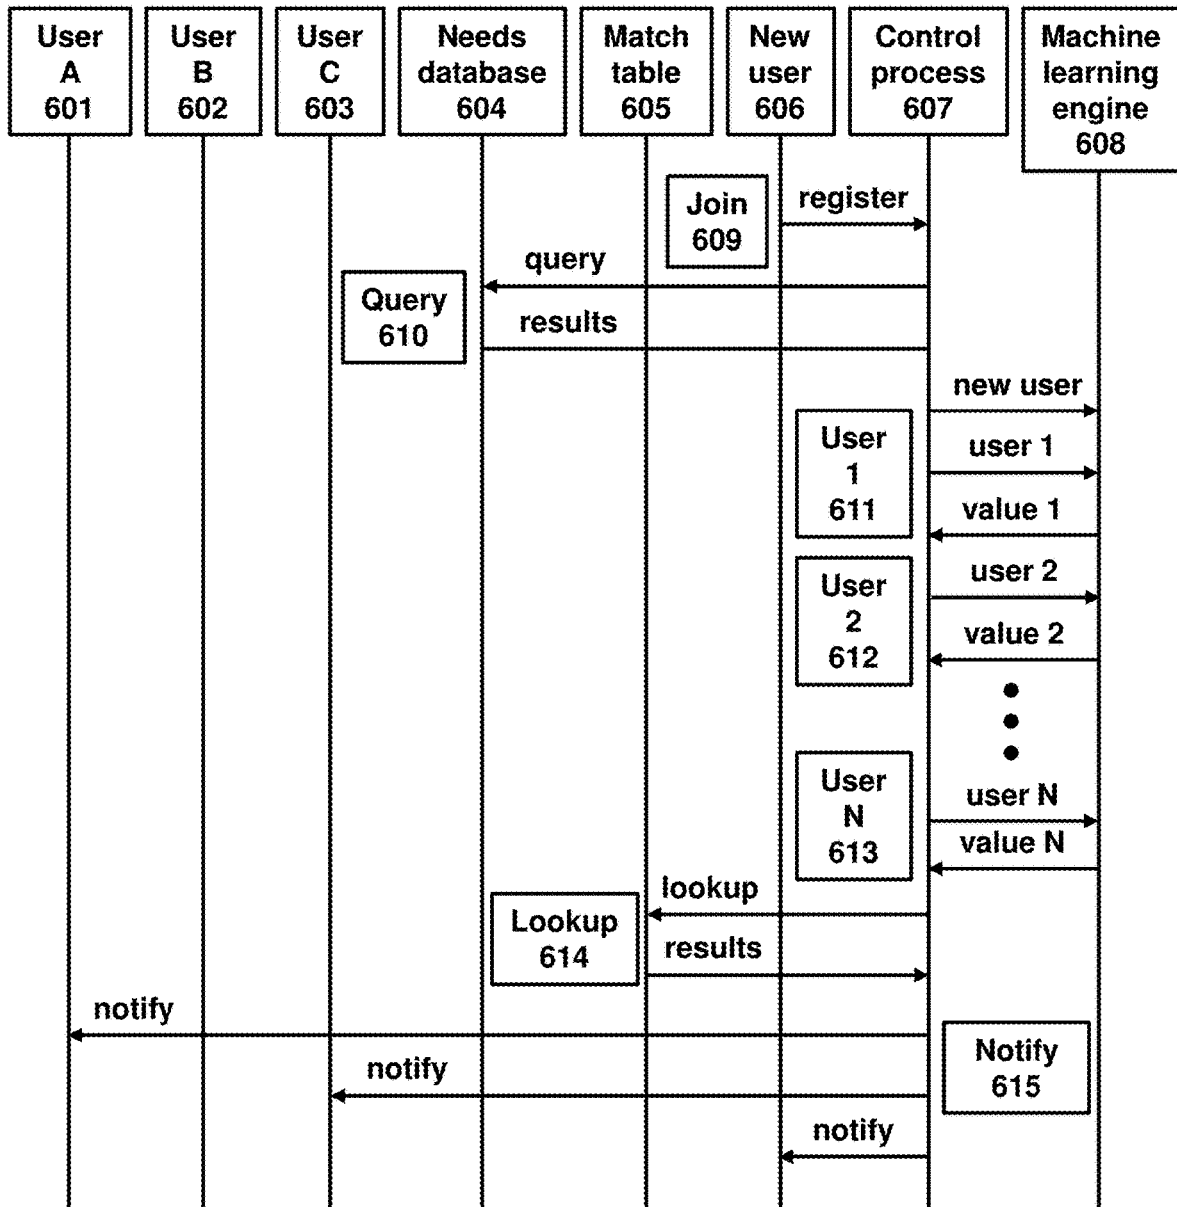 User
A
601
User
B
602
User
C
603
Needs
database
604
Match
table
605
New
user
606
Control
process
607
Machine
learning
engine
608
Join
609
register
query
Query
610
results
new user
User
1
611
user 1
value 1
User
2
612
user 2
value 2
User
N
613
user N
value N
lookup
Lookup
614
results
notify
Notify
615
notify
notify